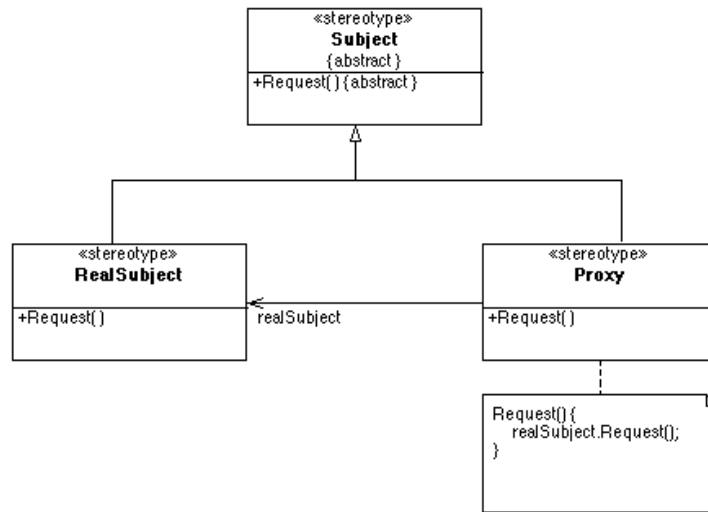 «stereotype»
Subject
{abstract}
+Request(){abstract}
«stereotype»
RealSubject
+Request()
«stereotype»
Proxy
+Request()
realSubject
Request(){
realSubject.Request();
}